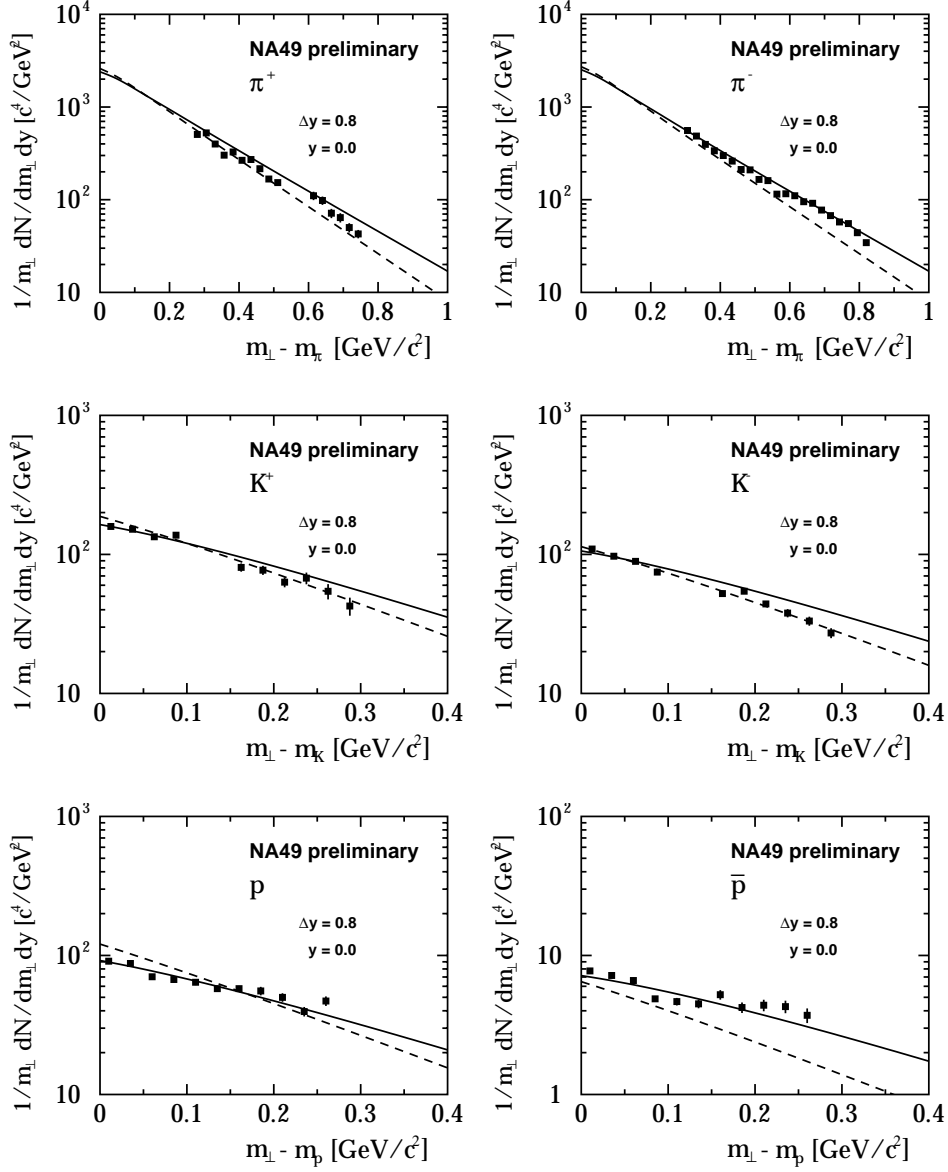 1/m⊥ dN/dm⊥dy [c⁴/GeV²]
10⁴
10³
10²
10
NA49 preliminary
π⁺
Δy = 0.8
y = 0.0
0 0.2 0.4 0.6 0.8 1
m⊥ - mπ [GeV/c²]
1/m⊥ dN/dm⊥dy [c⁴/GeV²]
10⁴
10³
10²
10
NA49 preliminary
π⁻
Δy = 0.8
y = 0.0
0 0.2 0.4 0.6 0.8 1
m⊥ - mπ [GeV/c²]
1/m⊥ dN/dm⊥dy [c⁴/GeV²]
10³
10²
10
NA49 preliminary
K⁺
Δy = 0.8
y = 0.0
0 0.1 0.2 0.3 0.4
m⊥ - mK [GeV/c²]
1/m⊥ dN/dm⊥dy [c⁴/GeV²]
10³
10²
10
NA49 preliminary
K⁻
Δy = 0.8
y = 0.0
0 0.1 0.2 0.3 0.4
m⊥ - mK [GeV/c²]
1/m⊥ dN/dm⊥dy [c⁴/GeV²]
10³
10²
10
NA49 preliminary
p
Δy = 0.8
y = 0.0
0 0.1 0.2 0.3 0.4
m⊥ - mp [GeV/c²]
1/m⊥ dN/dm⊥dy [c⁴/GeV²]
10²
10
1
NA49 preliminary
p̅
Δy = 0.8
y = 0.0
0 0.1 0.2 0.3 0.4
m⊥ - mp [GeV/c²]